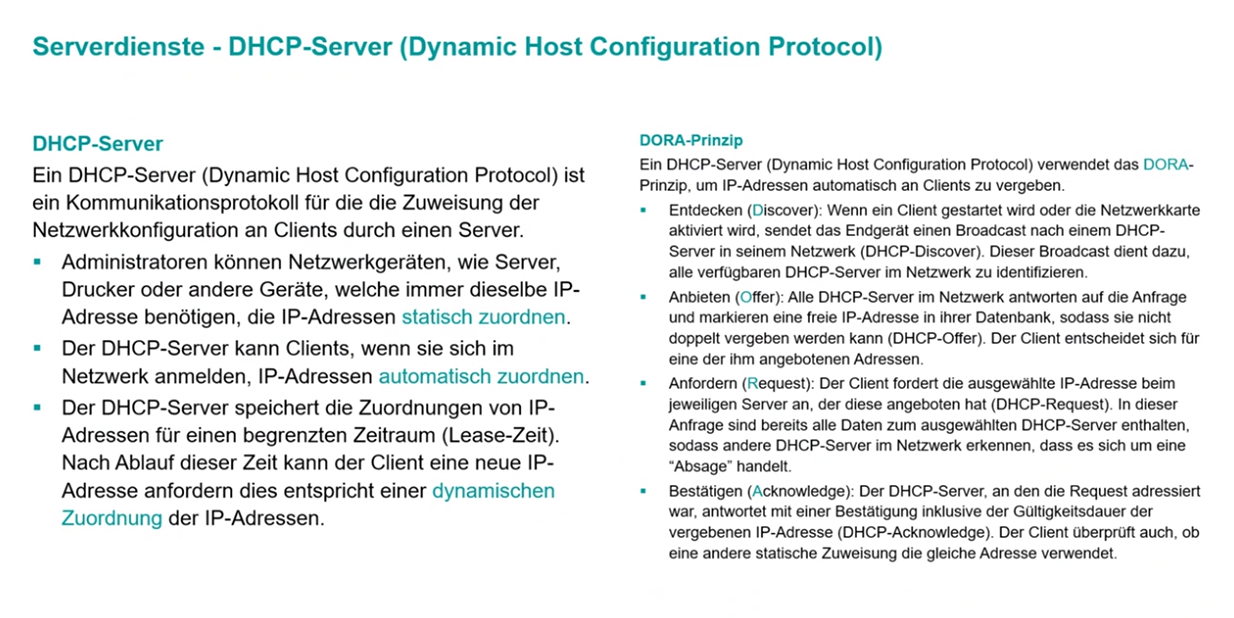 Serverdienste - DHCP-Server (Dynamic Host Configuration Protocol)
DHCP-Server
Ein DHCP-Server (Dynamic Host Configuration Protocol) ist
ein Kommunikationsprotokoll für die die Zuweisung der
Netzwerkkonfiguration an Clients durch einen Server.
▪ Administratoren können Netzwerkgeräten, wie Server,
Drucker oder andere Geräte, welche immer dieselbe IP-
Adresse benötigen, die IP-Adressen statisch zuordnen.
▪ Der DHCP-Server kann Clients, wenn sie sich im
Netzwerk anmelden, IP-Adressen automatisch zuordnen.
▪ Der DHCP-Server speichert die Zuordnungen von IP-
Adressen für einen begrenzten Zeitraum (Lease-Zeit).
Nach Ablauf dieser Zeit kann der Client eine neue IP-
Adresse anfordern dies entspricht einer dynamischen
Zuordnung der IP-Adressen.
DORA-Prinzip
Ein DHCP-Server (Dynamic Host Configuration Protocol) verwendet das DORA-
Prinzip, um IP-Adressen automatisch an Clients zu vergeben.
▪ Entdecken (Discover): Wenn ein Client gestartet wird oder die Netzwerkkarte
aktiviert wird, sendet das Endgerät einen Broadcast nach einem DHCP-
Server in seinem Netzwerk (DHCP-Discover). Dieser Broadcast dient dazu,
alle verfügbaren DHCP-Server im Netzwerk zu identifizieren.
▪ Anbieten (Offer): Alle DHCP-Server im Netzwerk antworten auf die Anfrage
und markieren eine freie IP-Adresse in ihrer Datenbank, sodass sie nicht
doppelt vergeben werden kann (DHCP-Offer). Der Client entscheidet sich für
eine der ihm angebotenen Adressen.
▪ Anfordern (Request): Der Client fordert die ausgewählte IP-Adresse beim
jeweiligen Server an, der diese angeboten hat (DHCP-Request). In dieser
Anfrage sind bereits alle Daten zum ausgewählten DHCP-Server enthalten,
sodass andere DHCP-Server im Netzwerk erkennen, dass es sich um eine
“Absage” handelt.
▪ Bestätigen (Acknowledge): Der DHCP-Server, an den die Request adressiert
war, antwortet mit einer Bestätigung inklusive der Gültigkeitsdauer der
vergebenen IP-Adresse (DHCP-Acknowledge). Der Client überprüft auch, ob
eine andere statische Zuweisung die gleiche Adresse verwendet.